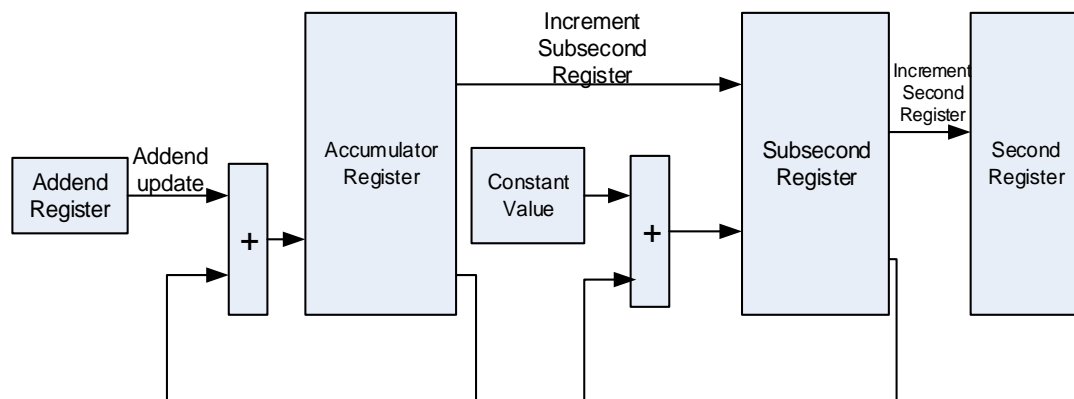 Increment
Subsecond
Register
Increment
Second
Register
Addend
update
Addend
Register
+
Accumulator
Register
Constant
Value
+
Subsecond
Register
Second
Register